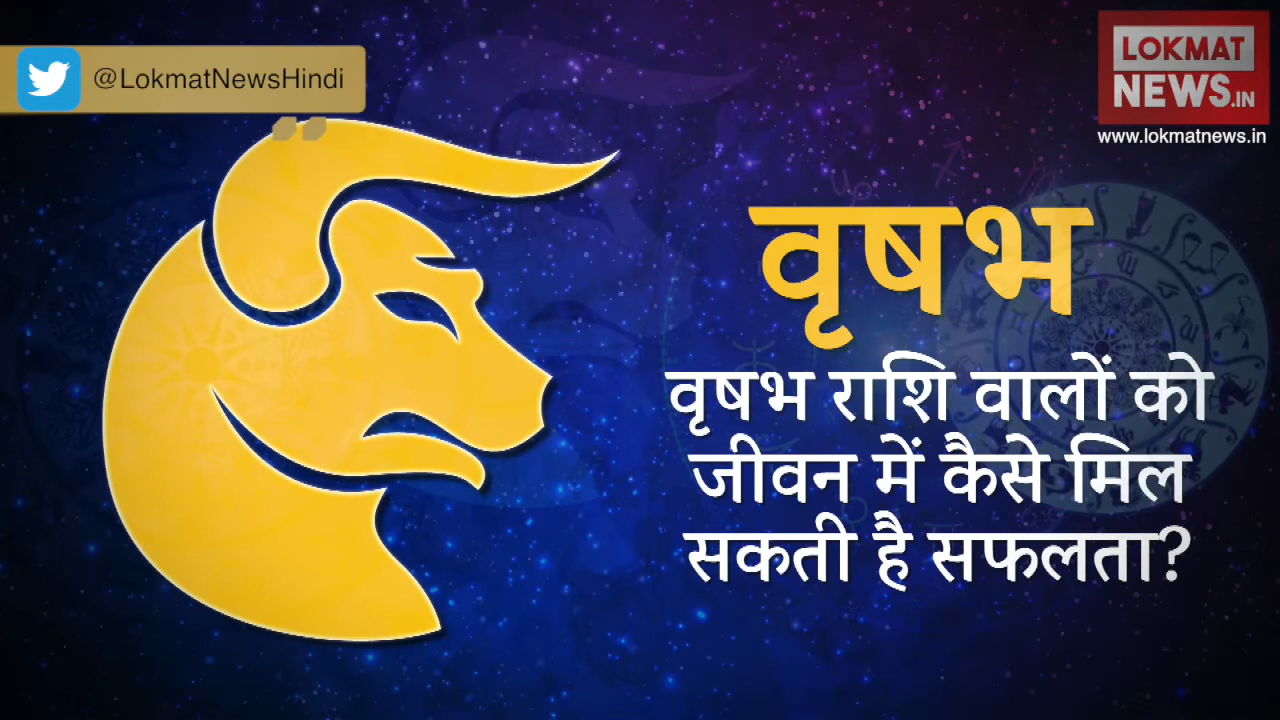 @LokmatNewsHindi
LOKMAT
NEWS.IN
www.lokmatnews.in
वृषभ
वृषभ राशि वालों को
जीवन में कैसे मिल
सकती है सफलता?